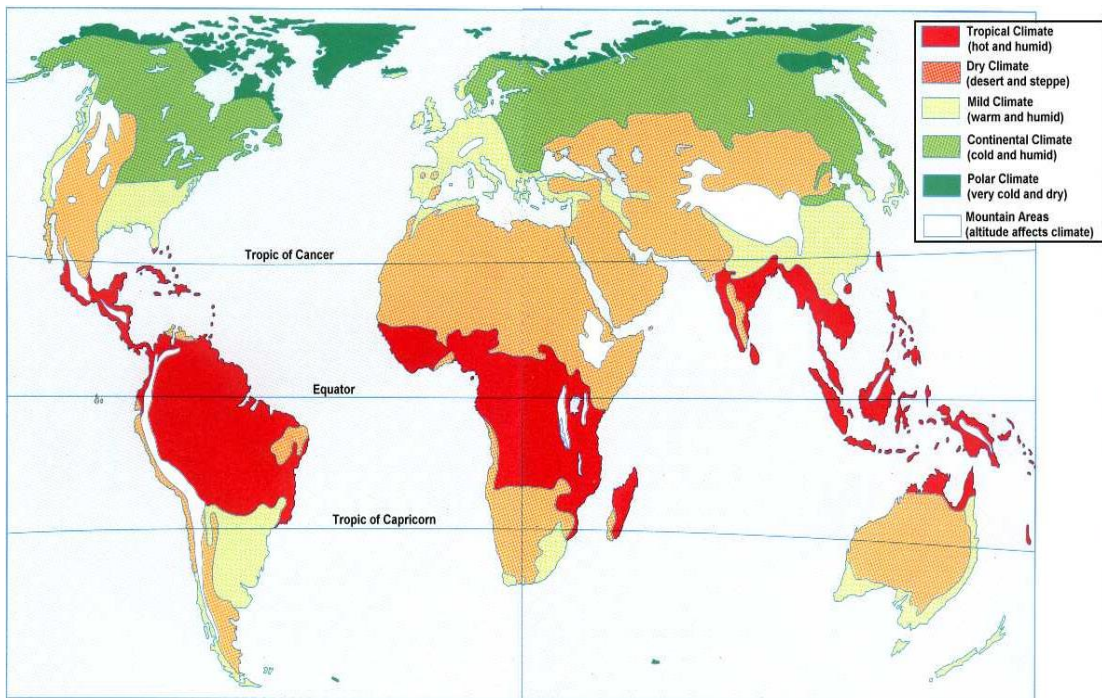 Tropical Climate
(hot and humid)
Dry Climate
(desert and steppe)
Mild Climate
(warm and humid)
Continental Climate
(cold and humid)
Polar Climate
(very cold and dry)
Mountain Areas
(altitude affects climate)
Tropic of Cancer
Equator
Tropic of Capricorn